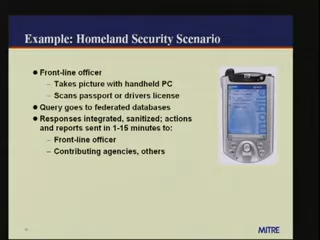 Example: Homeland Security Scenario
● Front-line officer
– Takes picture with handheld PC
– Scans passport or drivers license
● Query goes to federated databases
● Responses integrated, sanitized; actions
and reports sent in 1-15 minutes to:
– Front-line officer
– Contributing agencies, others
mobile
MITRE